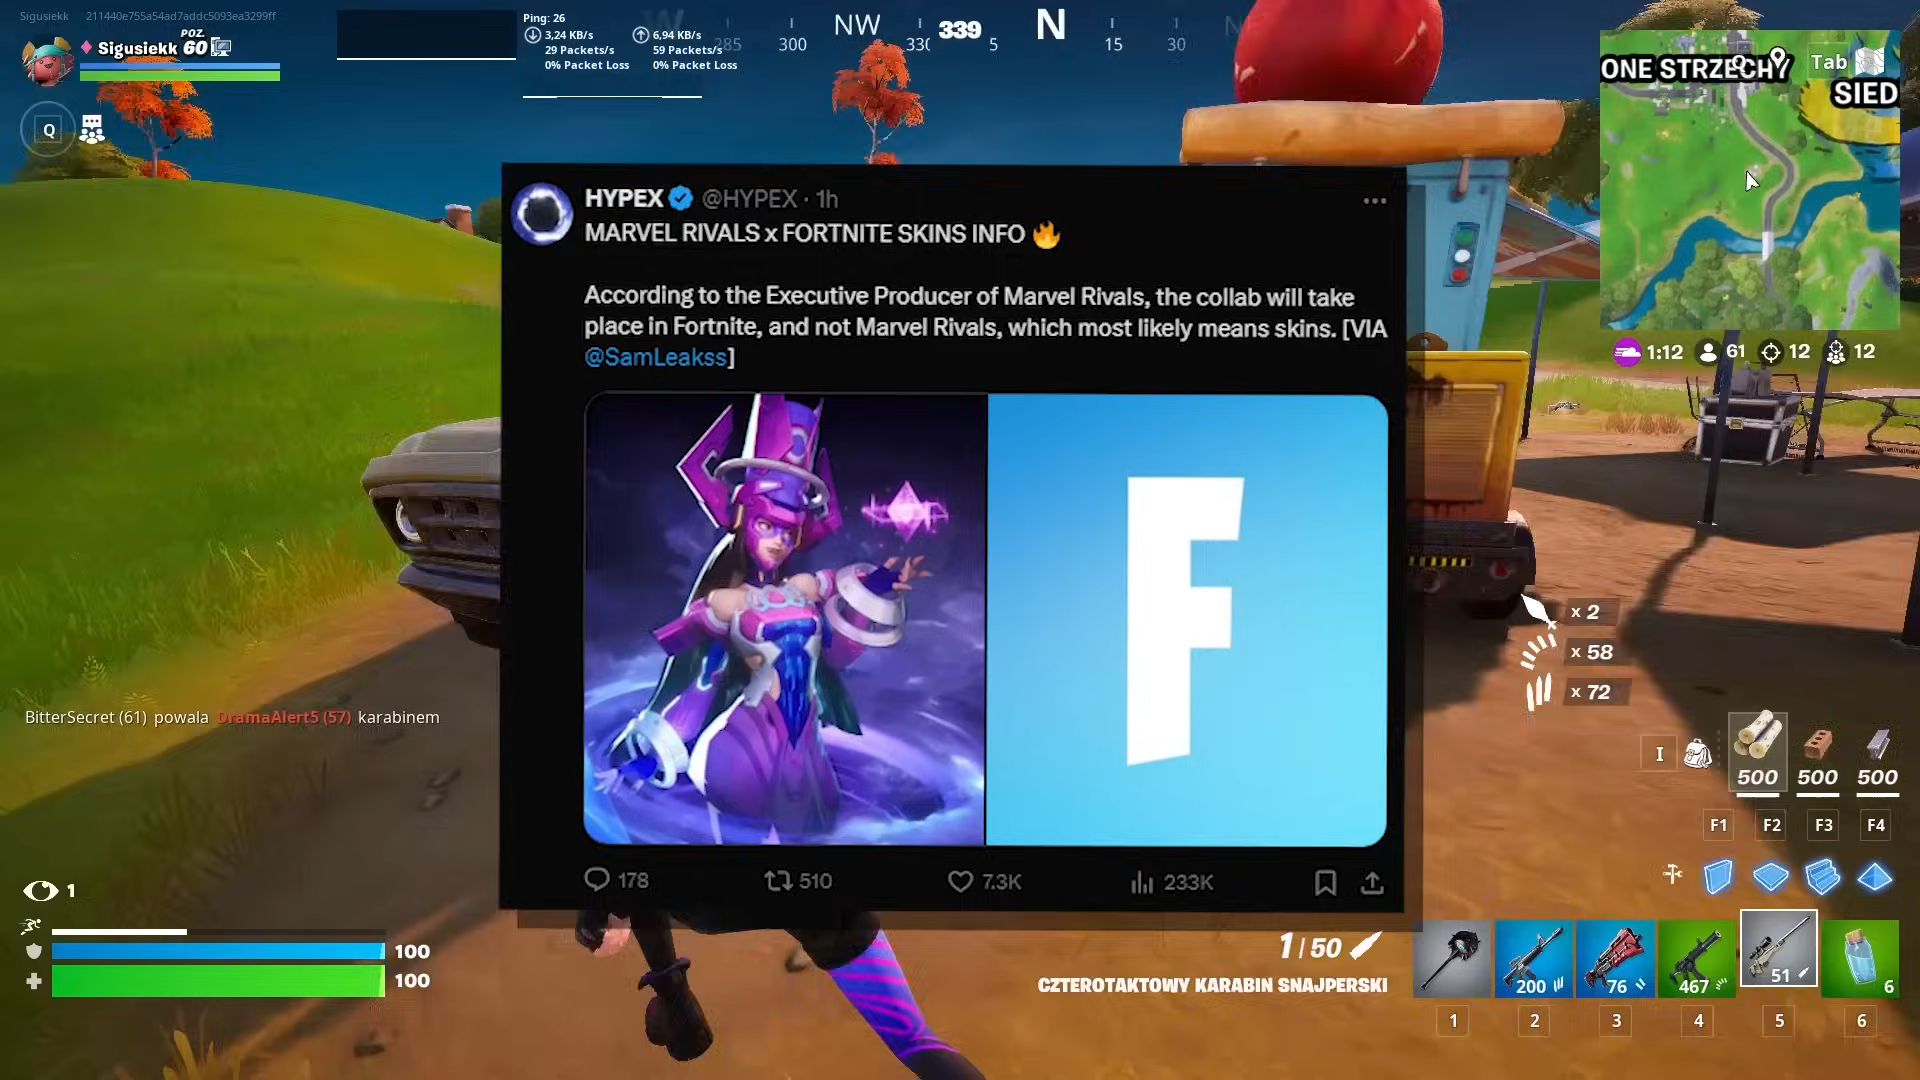 Sigusiekk 211440e755a54ad7addc5093ea3299ff
Sigusiekk POZ. 60
Q
Ping: 26
3,24 KB/s 6,94 KB/s
29 Packets/s 59 Packets/s
0% Packet Loss 0% Packet Loss
W 285 300 NW 330 339 5 N 15 30
ONE STRZECHY
Tab
SIED
1:12 61 12 12
HYPEX @HYPEX · 1h
MARVEL RIVALS x FORTNITE SKINS INFO 🔥
According to the Executive Producer of Marvel Rivals, the collab will take
place in Fortnite, and not Marvel Rivals, which most likely means skins. [VIA
@SamLeakss]
F
178 510 7.3K 233K
x 2
x 58
x 72
BitterSecret (61) powala DramaAlert5 (57) karabinem
I
500 500 500
F1 F2 F3 F4
1
100
100
1 / 50
CZTEROTAKTOWY KARABIN SNAJPERSKI
200 76 467 51 6
1 2 3 4 5 6